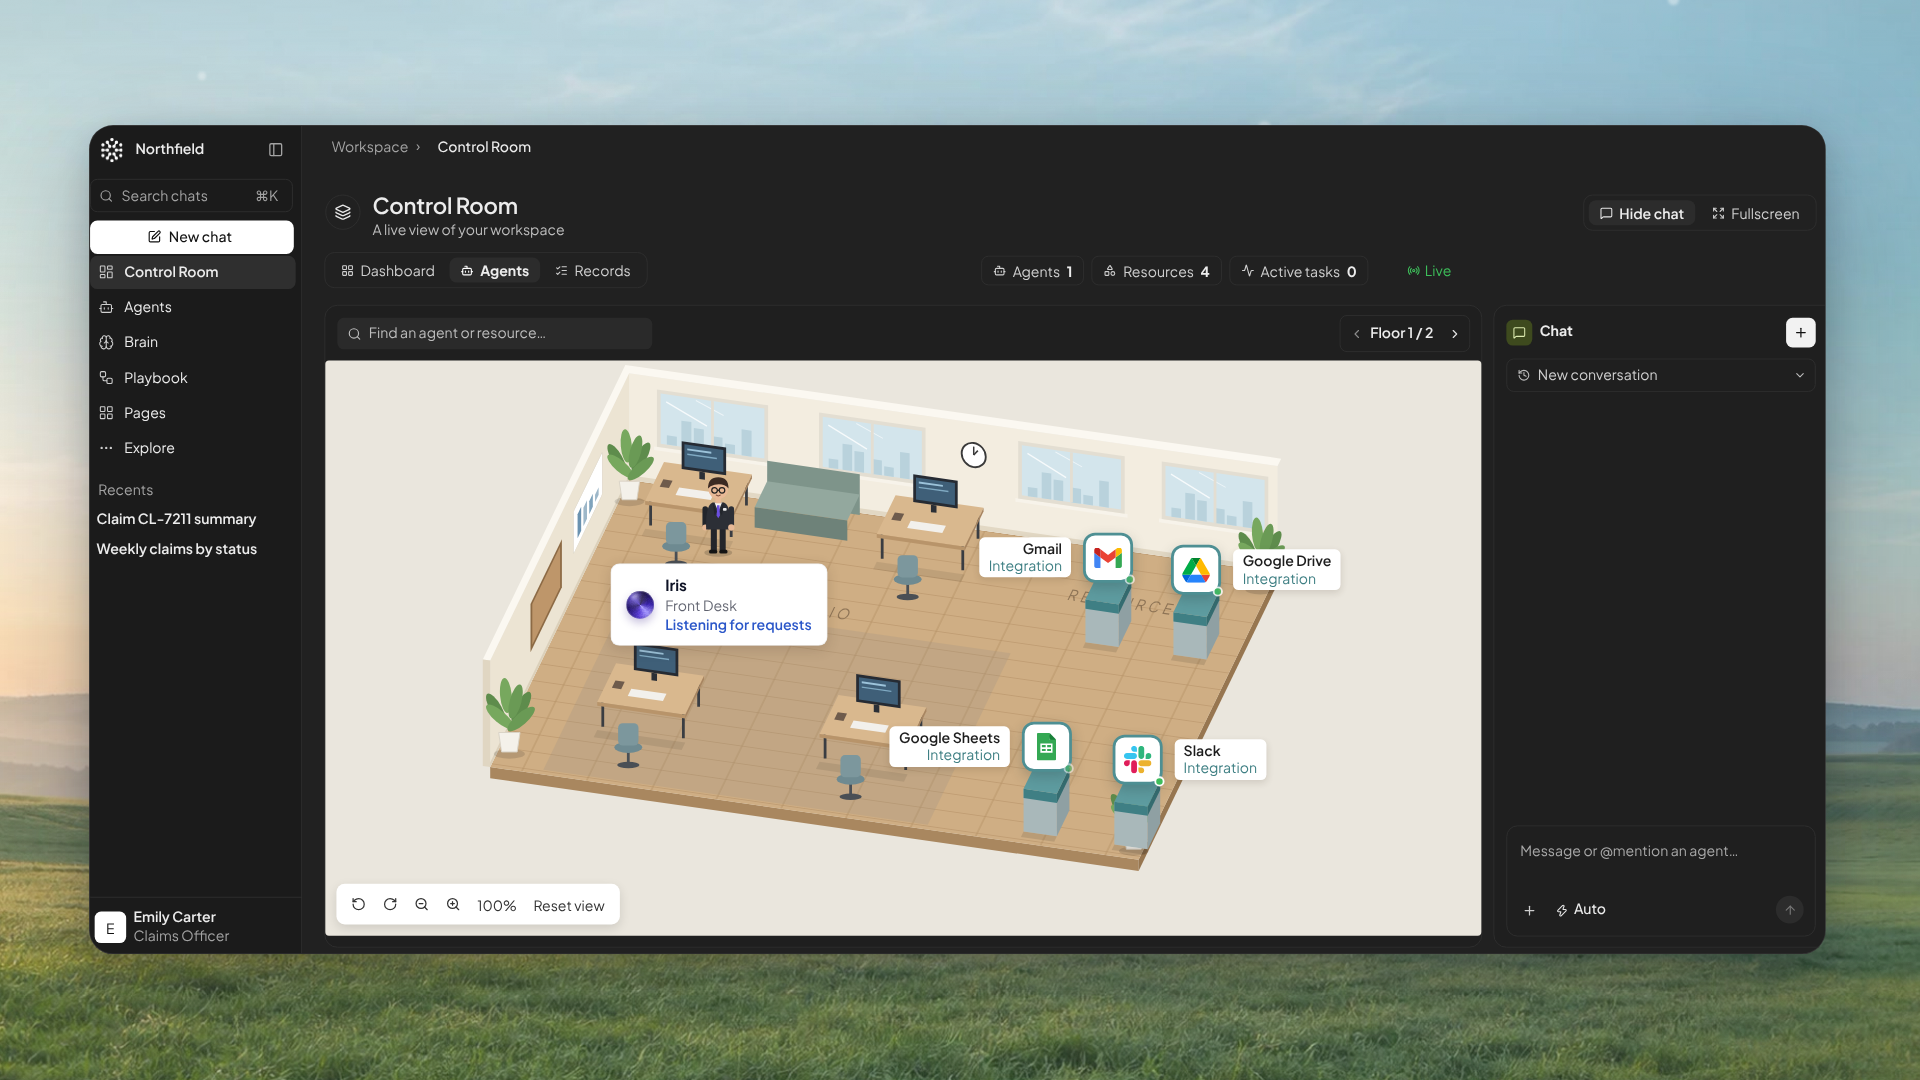 Northfield
Search chats ⌘K
New chat
Control Room
Agents
Brain
Playbook
Pages
Explore
Recents
Claim CL-7211 summary
Weekly claims by status
E
Emily Carter
Claims Officer
Workspace › Control Room
Control Room
A live view of your workspace
Hide chat
Fullscreen
Dashboard
Agents
Records
Agents 1
Resources 4
Active tasks 0
Live
Find an agent or resource...
Floor 1 / 2
Gmail
Integration
Google Drive
Integration
Iris
Front Desk
Listening for requests
Google Sheets
Integration
Slack
Integration
100%
Reset view
Chat
New conversation
Message or @mention an agent...
Auto